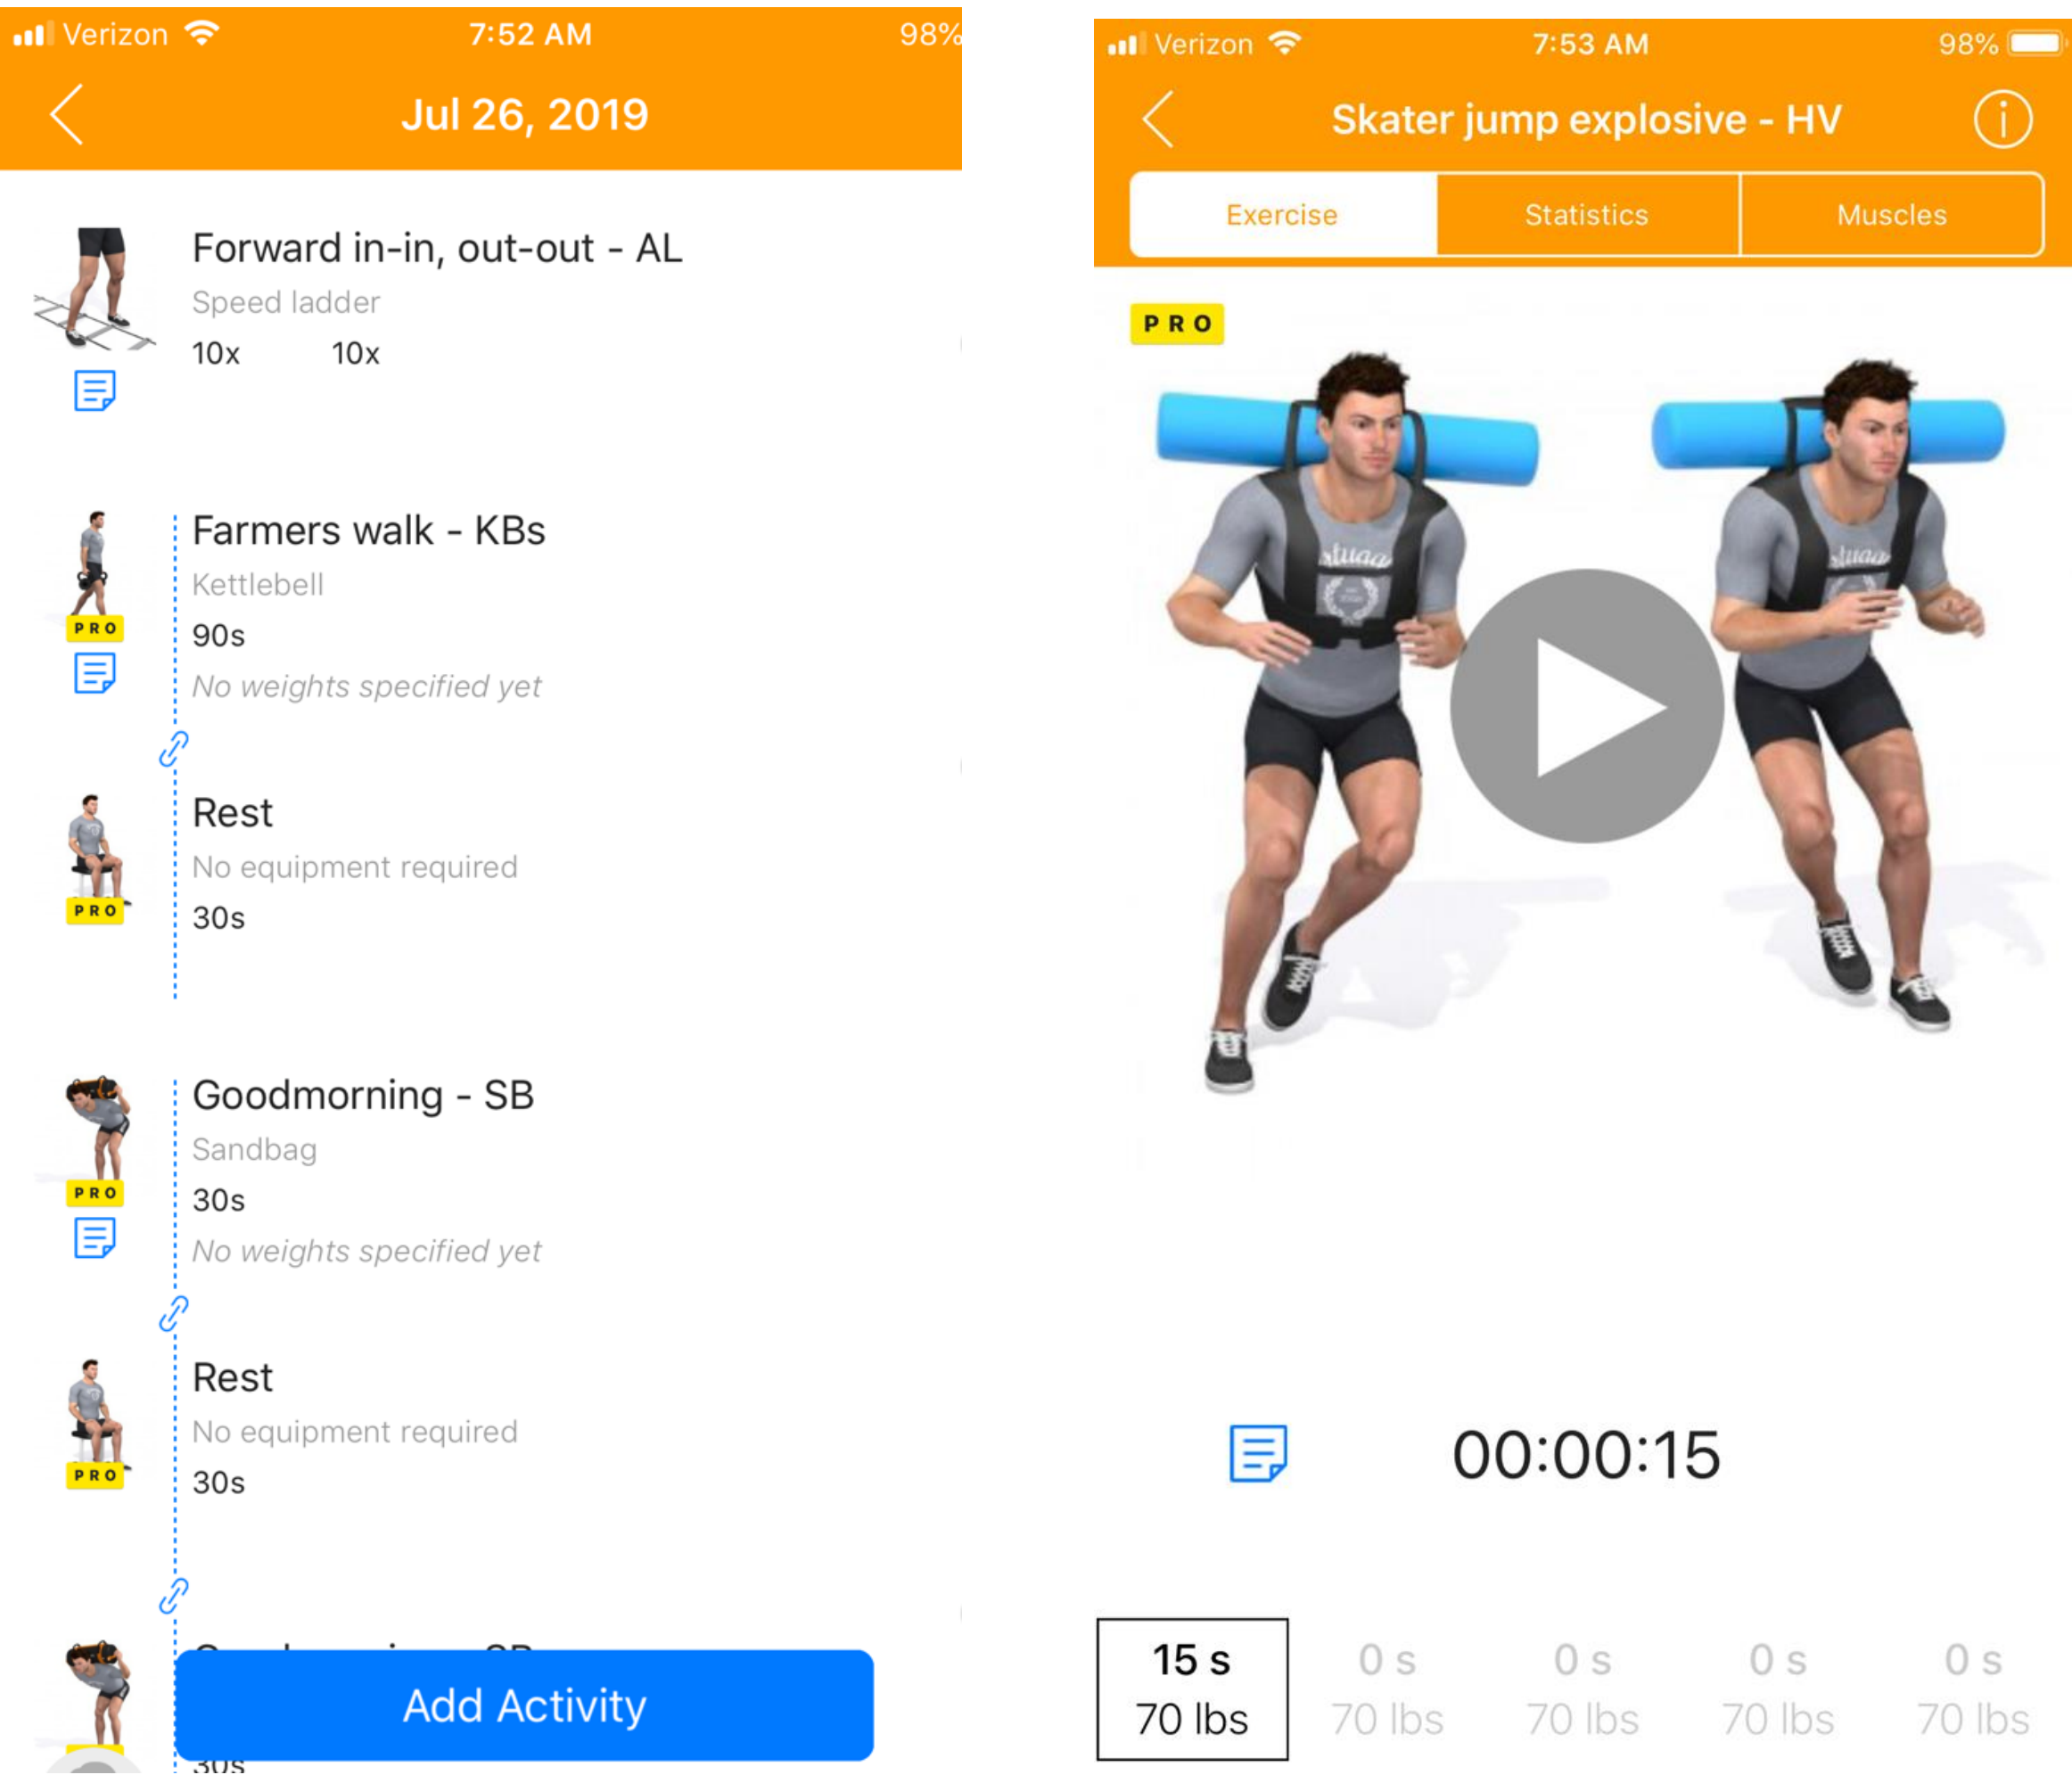 Verizon 7:52 AM 98%
Jul 26, 2019
Forward in-in, out-out - AL
Speed ladder
10x 10x
Farmers walk - KBs
Kettlebell
PRO
90s
No weights specified yet
Rest
No equipment required
PRO
30s
Goodmorning - SB
Sandbag
PRO
30s
No weights specified yet
Rest
No equipment required
PRO
30s
Add Activity
30s
Verizon 7:53 AM 98%
Skater jump explosive - HV
Exercise Statistics Muscles
PRO
00:00:15
15 s 0 s 0 s 0 s 0 s
70 lbs 70 lbs 70 lbs 70 lbs 70 lbs